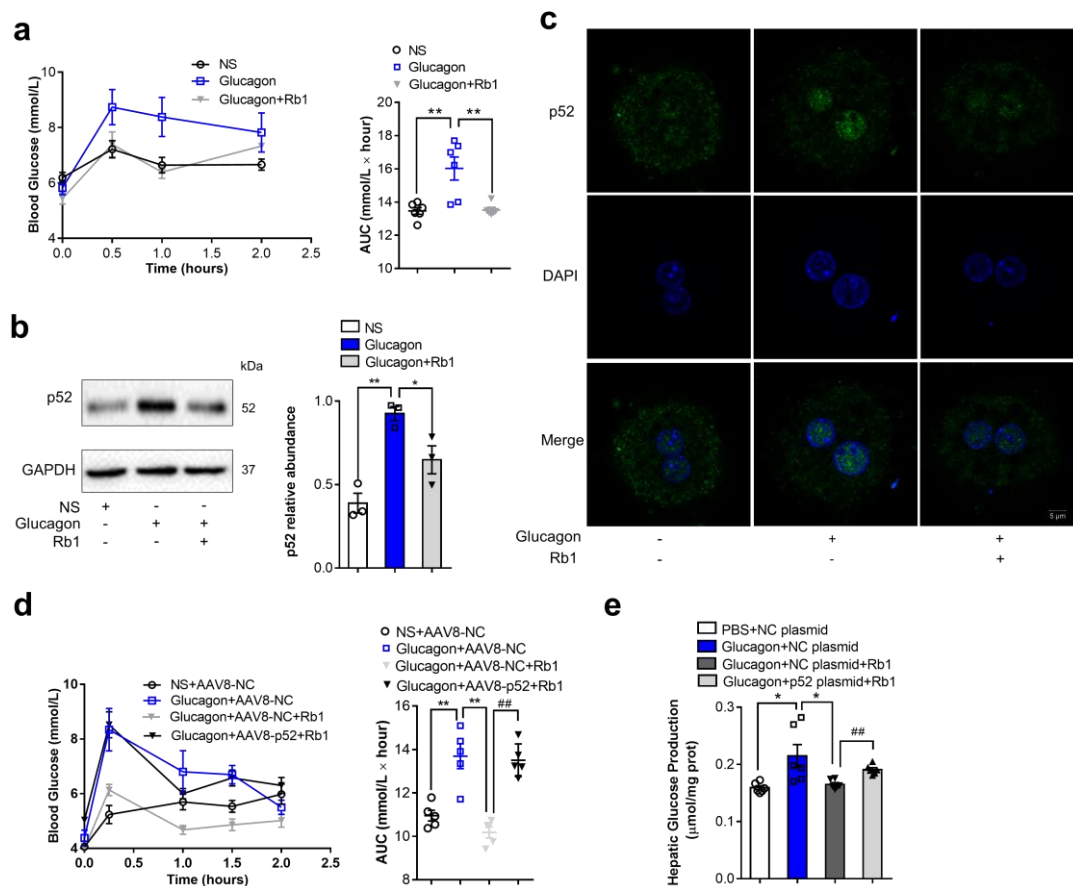 a
Blood Glucose (mmol/L)
10
8
6
4
0.0 0.5 1.0 1.5 2.0 2.5
Time (hours)
NS
Glucagon
Glucagon+Rb1
NS
Glucagon
Glucagon+Rb1
AUC (mmol/L × hour)
20
18
16
14
12
10
** **
b
kDa
p52
52
GAPDH
37
NS + - -
Glucagon - + +
Rb1 - - +
NS
Glucagon
Glucagon+Rb1
p52 relative abundance
1.0
0.5
0.0
** *
c
p52
DAPI
Merge
5 μm
Glucagon - + +
Rb1 - - +
d
NS+AAV8-NC
Glucagon+AAV8-NC
Glucagon+AAV8-NC+Rb1
Glucagon+AAV8-p52+Rb1
Blood Glucose (mmol/L)
10
8
6
4
0.0 0.5 1.0 1.5 2.0 2.5
Time (hours)
NS+AAV8-NC
Glucagon+AAV8-NC
Glucagon+AAV8-NC+Rb1
Glucagon+AAV8-p52+Rb1
AUC (mmol/L × hour)
16
14
12
10
8
** ** ##
e
PBS+NC plasmid
Glucagon+NC plasmid
Glucagon+NC plasmid+Rb1
Glucagon+p52 plasmid+Rb1
Hepatic Glucose Production
(μmol/mg prot)
0.3
0.2
0.1
0.0
* * ##